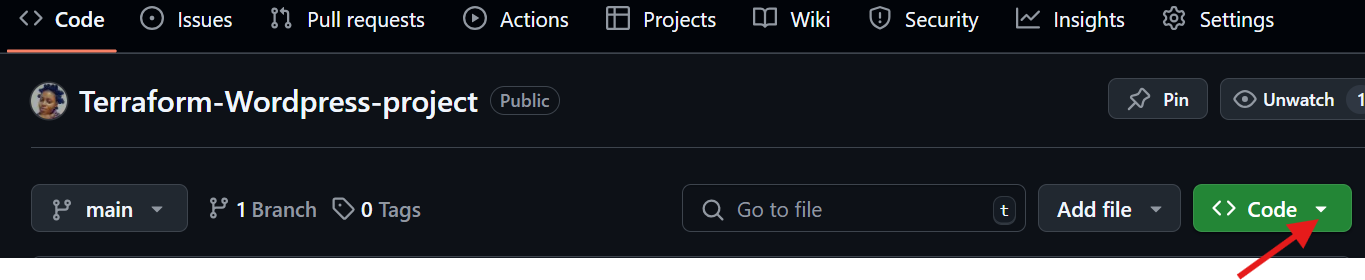 Code Issues Pull requests Actions Projects Wiki Security Insights Settings
Terraform-Wordpress-project Public Pin Unwatch 1
main 1 Branch 0 Tags Go to file t Add file Code